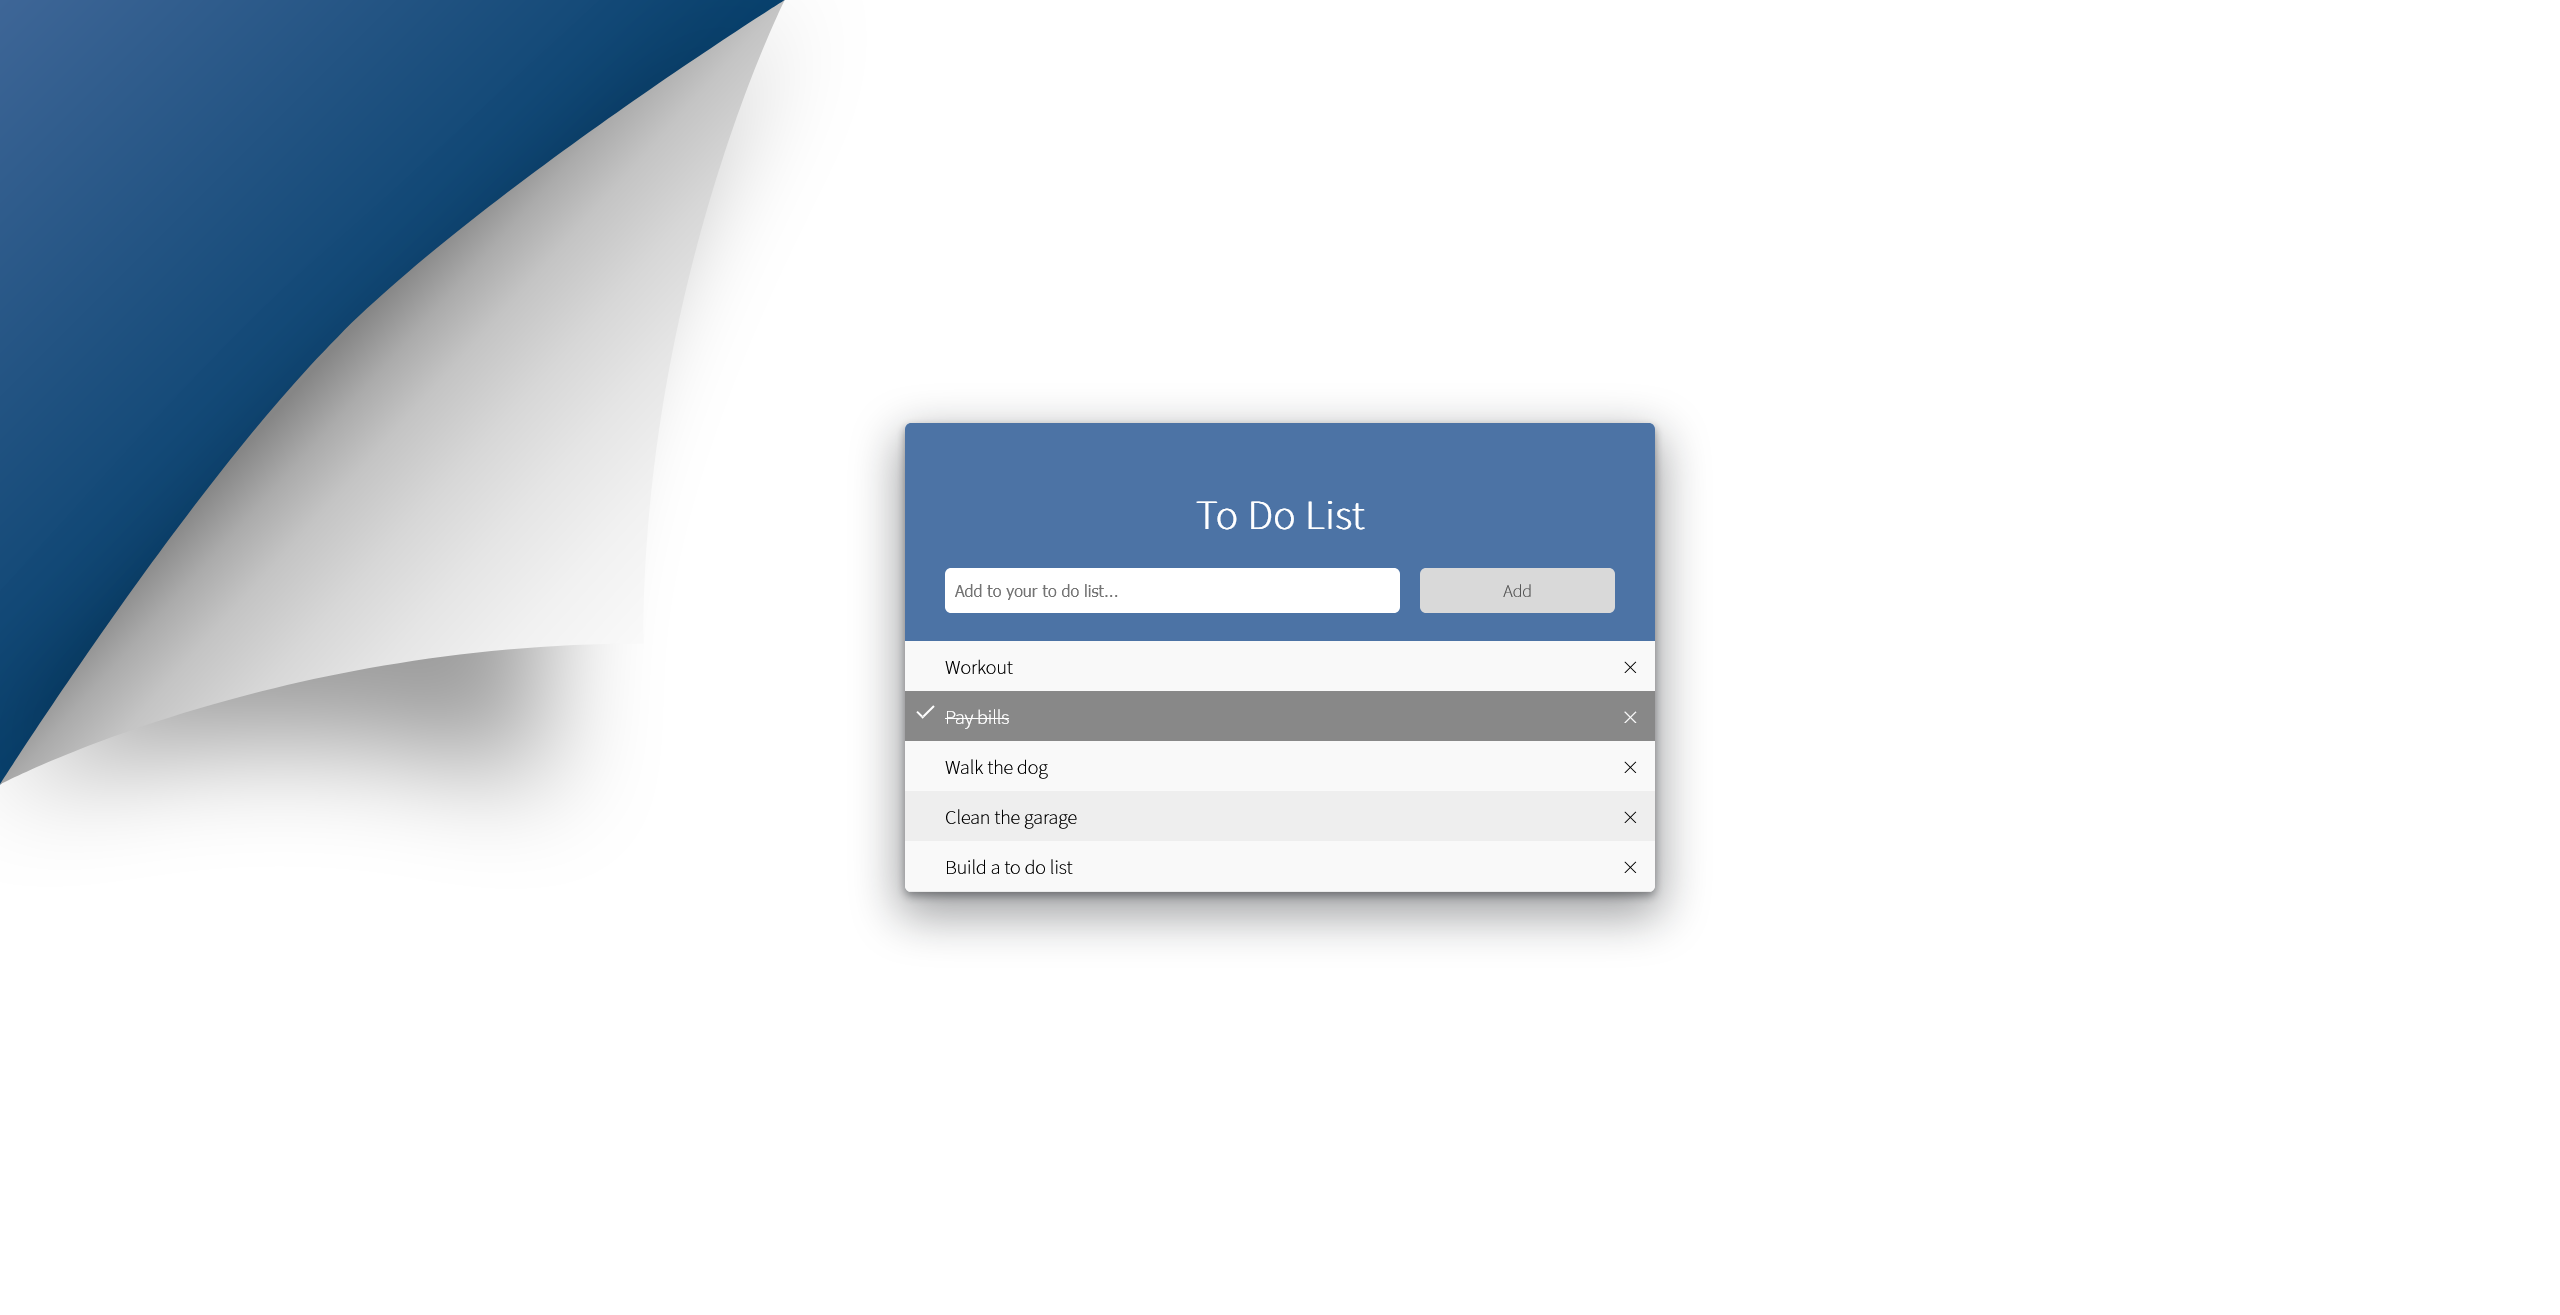 To Do List
Add to your to do list...
Add
Workout
Pay bills
Walk the dog
Clean the garage
Build a to do list